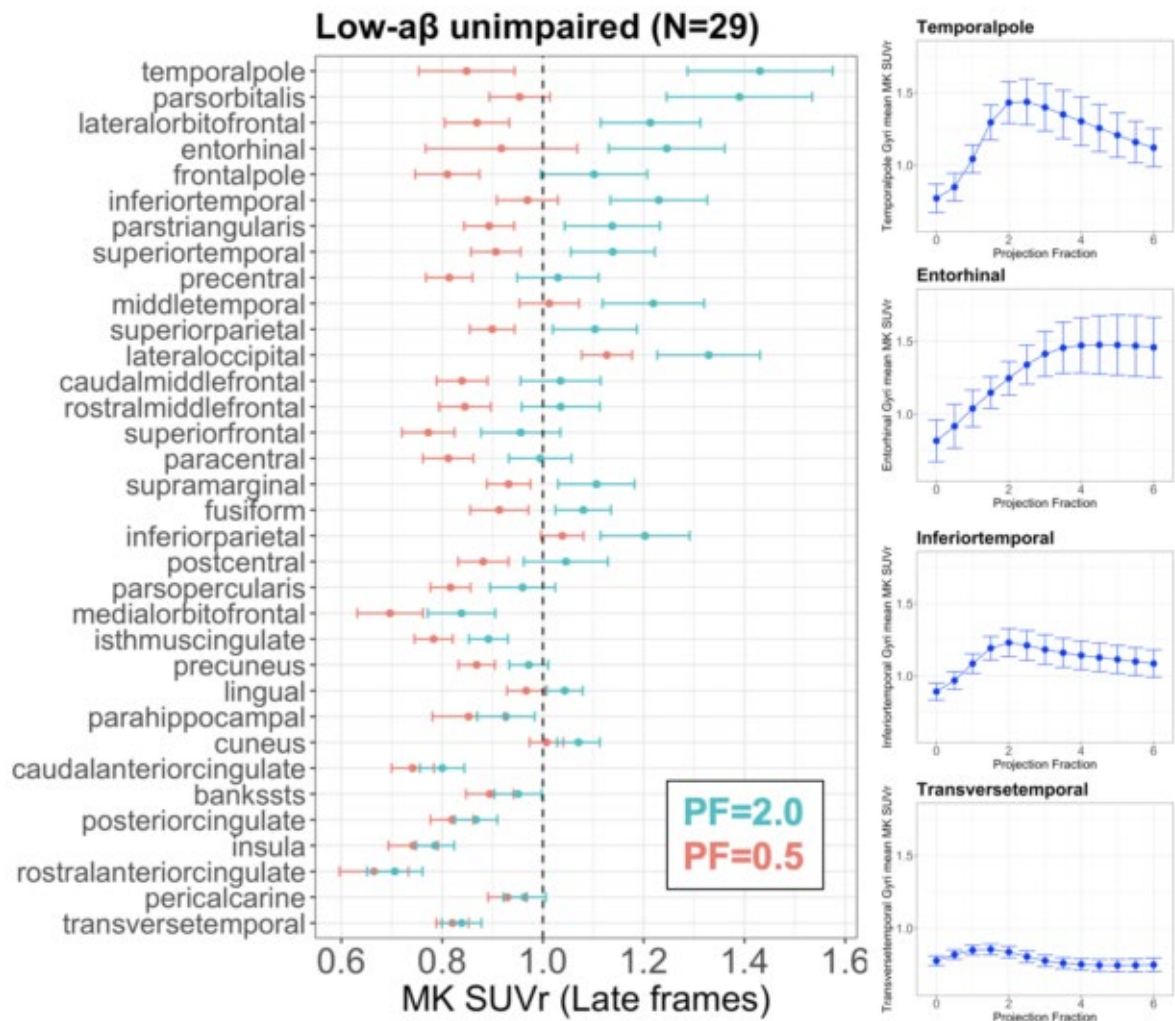 Low-aβ unimpaired (N=29)
temporalpole
parsorbitalis
lateralorbitofrontal
entorhinal
frontalpole
inferiortemporal
parstriangularis
superiortemporal
precentral
middletemporal
superiorparietal
lateraloccipital
caudalmiddlefrontal
rostralmiddlefrontal
superiorfrontal
paracentral
supramarginal
fusiform
inferiorparietal
postcentral
parsopercularis
medialorbitofrontal
isthmuscingulate
precuneus
lingual
parahippocampal
cuneus
caudalanteriorcingulate
bankssts
posteriorcingulate
insula
rostralanteriorcingulate
pericalcarine
transversetemporal
PF=2.0
PF=0.5
0.6 0.8 1.0 1.2 1.4 1.6
MK SUVr (Late frames)
Temporalpole
Temporalpole Gyri mean MK SUVr
1.5
1.0
0 2 4 6
Projection Fraction
Entorhinal
Entorhinal Gyri mean MK SUVr
1.5
1.0
0 2 4 6
Projection Fraction
Inferiortemporal
Inferiortemporal Gyri mean MK SUVr
1.5
1.0
0 2 4 6
Projection Fraction
Transversetemporal
Transversetemporal Gyri mean MK SUVr
1.5
1.0
0 2 4 6
Projection Fraction